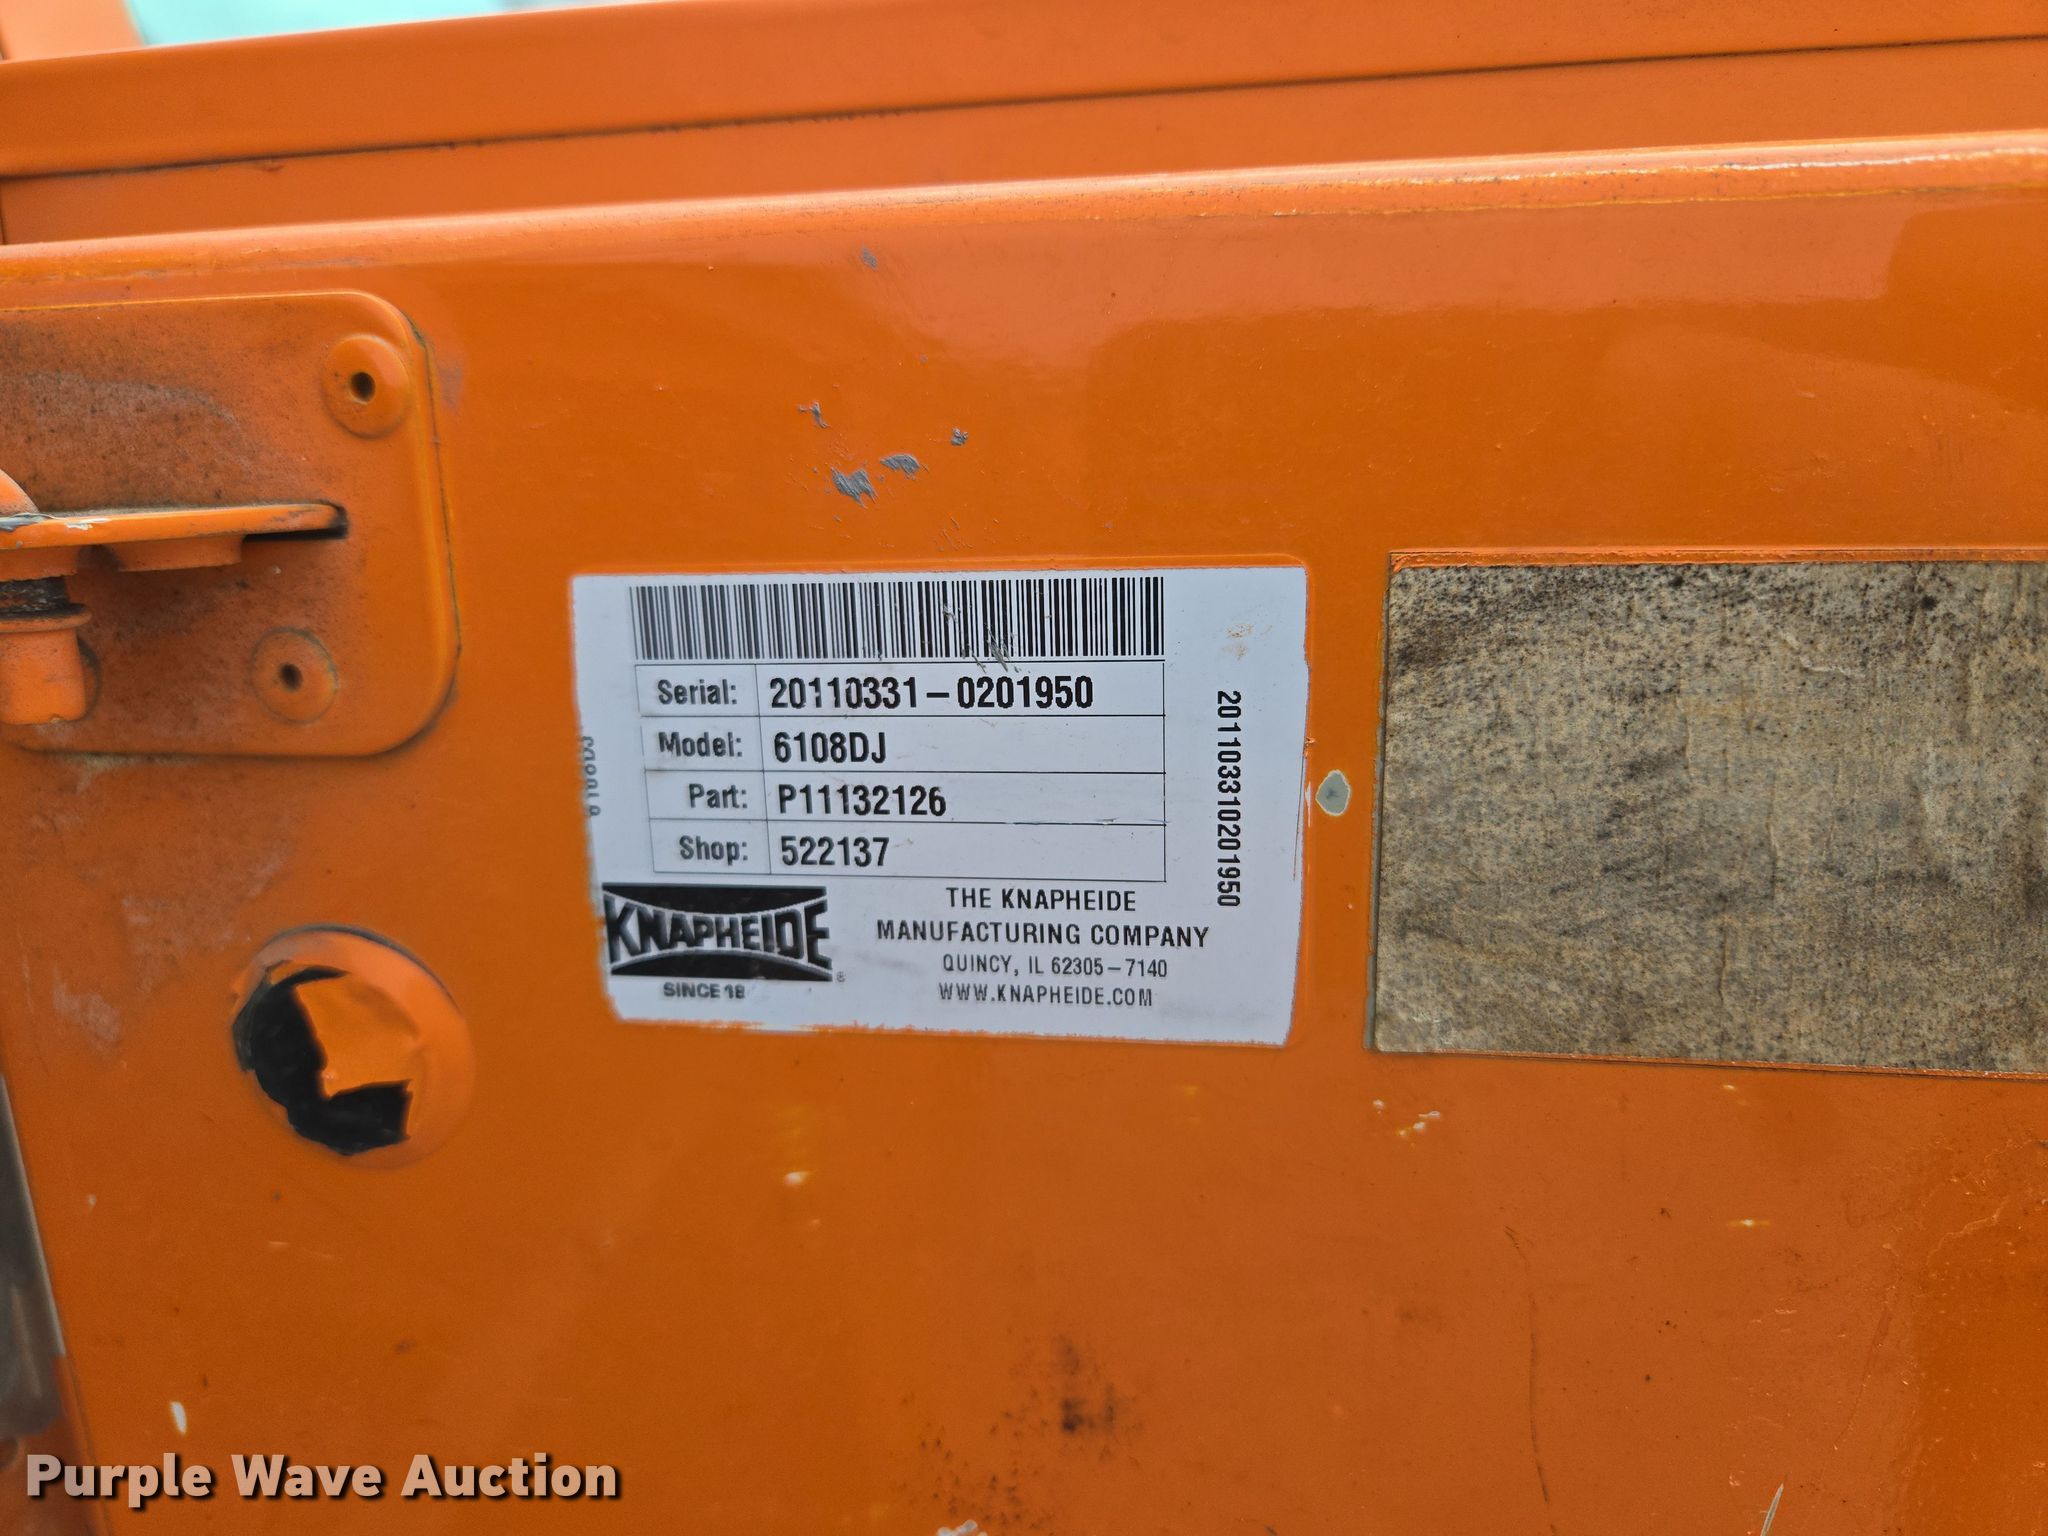 Serial: 20110331-0201950
Model: 6108DJ
Part: P11132126
Shop: 522137
201103310201950
KNAPHEIDE
®
SINCE 18
THE KNAPHEIDE
MANUFACTURING COMPANY
QUINCY, IL 62305-7140
WWW.KNAPHEIDE.COM
Purple Wave Auction